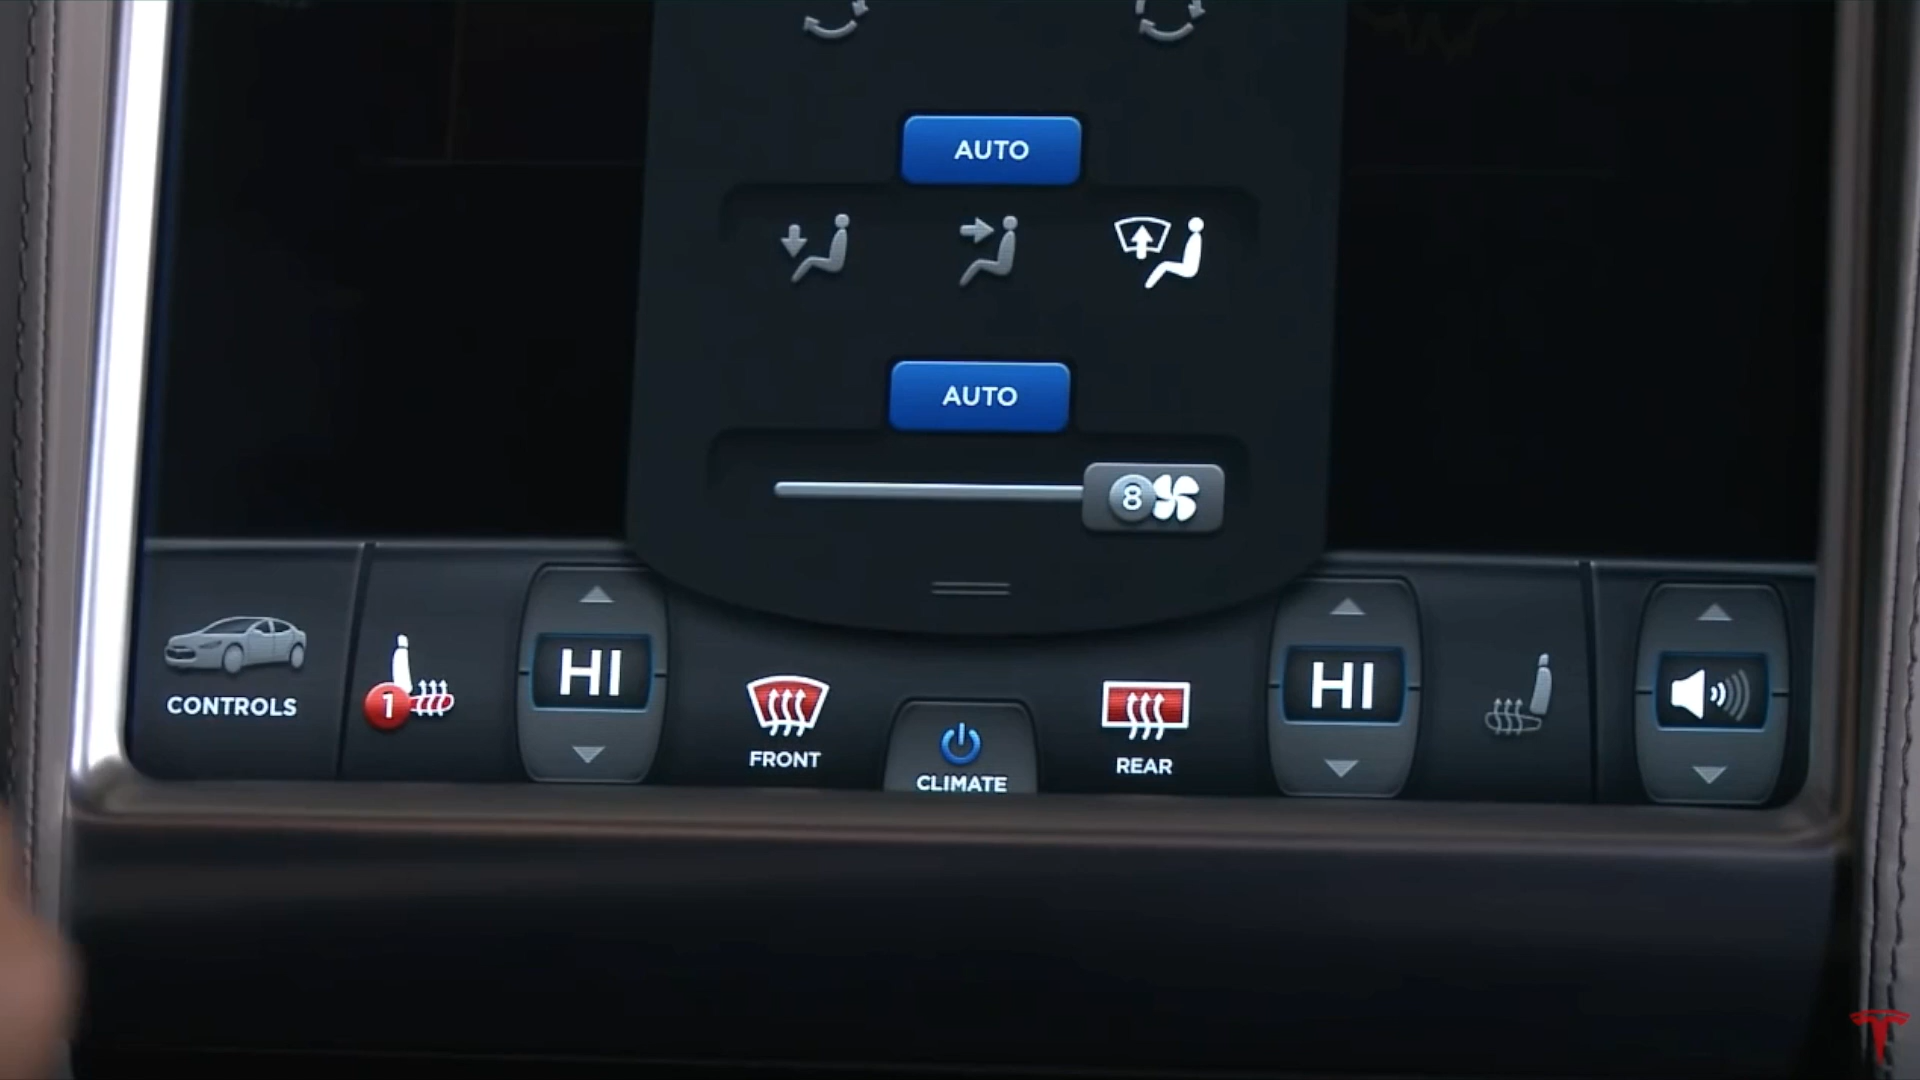 AUTO
AUTO
8
CONTROLS
1
HI
FRONT
CLIMATE
REAR
HI